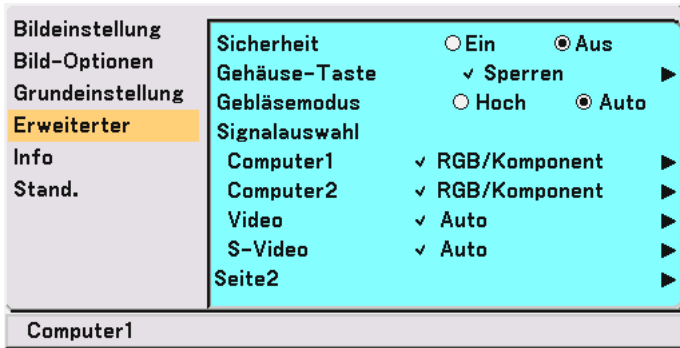 Bildeinstellung
Bild-Optionen
Grundeinstellung
Erweiterter
Info
Stand.
Sicherheit Ein Aus
Gehäuse-Taste ✓ Sperren ▶
Gebläsemodus Hoch Auto
Signalauswahl
Computer1 ✓ RGB/Komponent ▶
Computer2 ✓ RGB/Komponent ▶
Video ✓ Auto ▶
S-Video ✓ Auto ▶
Seite2 ▶
Computer1